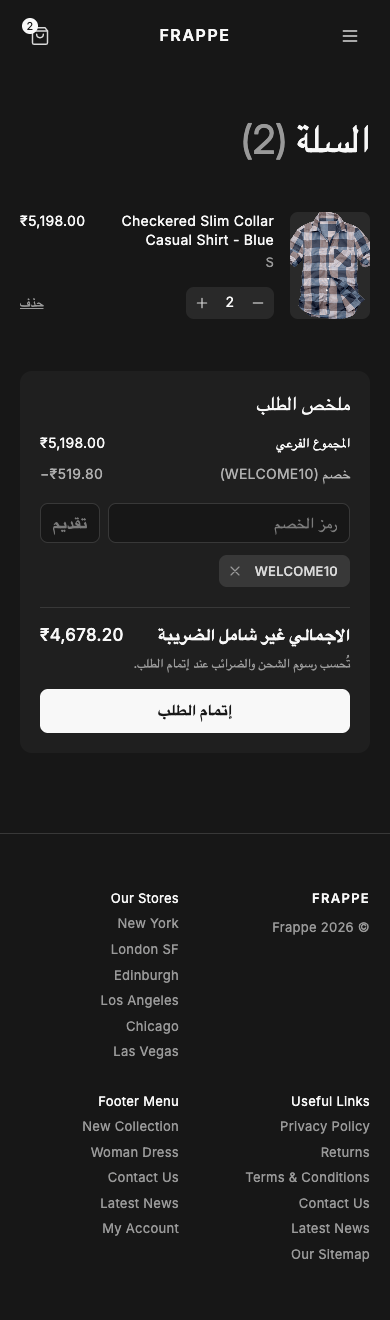 2
FRAPPE
السلة (2)
Checkered Slim Collar
Casual Shirt - Blue
₹5,198.00
S
2
حذف
ملخص الطلب
المجموع الفرعي ₹5,198.00
خصم (WELCOME10) −₹519.80
رمز الخصم
تقديم
WELCOME10
الاجمالي غير شامل الضريبة ₹4,678.20
تُحسب رسوم الشحن والضرائب عند إتمام الطلب.
إتمام الطلب
FRAPPE
Frappe 2026 ©
Our Stores
New York
London SF
Edinburgh
Los Angeles
Chicago
Las Vegas
Useful Links
Privacy Policy
Returns
Terms & Conditions
Contact Us
Latest News
Our Sitemap
Footer Menu
New Collection
Woman Dress
Contact Us
Latest News
My Account